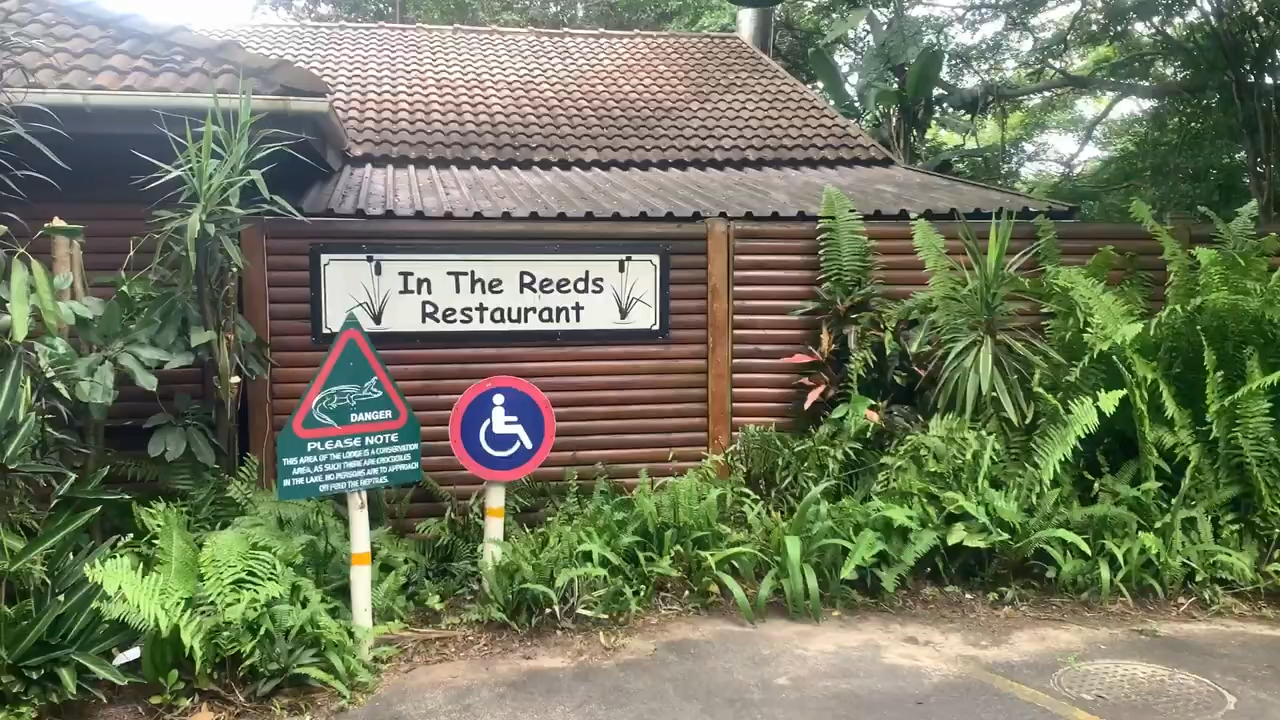 In The Reeds
Restaurant
DANGER
PLEASE NOTE
THIS AREA OF THE LODGE IS A CONSERVATION
AREA, AS SUCH THERE ARE CROCODILES
IN THE LAKE. NO PERSONS ARE TO APPROACH
OR FEED THE REPTILES.